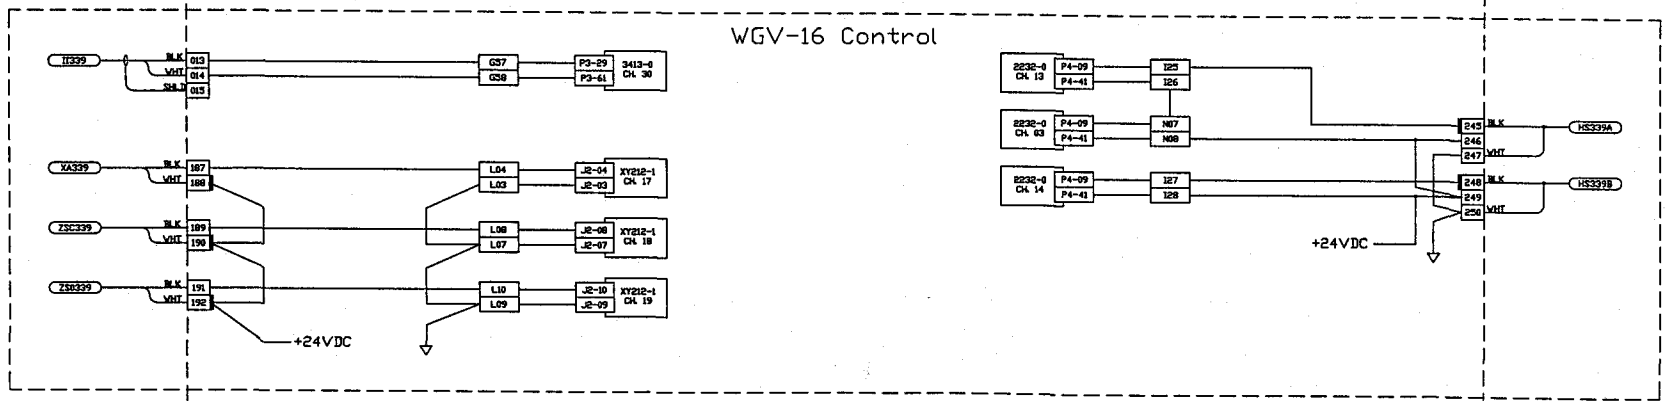 WGV-16 Control
II339 BLK 013 G57 P3-29 3413-0
WHT 014 G58 P3-61 CH. 30
SHLD 015
XA339 BLK 187 L04 J2-04 XY212-1
WHT 188 L03 J2-03 CH. 17
ZSC339 BLK 189 L08 J2-08 XY212-1
WHT 190 L07 J2-07 CH. 18
ZSO339 BLK 191 L10 J2-10 XY212-1
WHT 192 L09 J2-09 CH. 19
+24VDC
2232-0 P4-09 I25
CH. 13 P4-41 I26
2232-0 P4-09 N07
CH. 03 P4-41 N08
2232-0 P4-09 I27
CH. 14 P4-41 I28
245 BLK HS339A
246
247 WHT
248 BLK HS339B
249
250 WHT
+24VDC